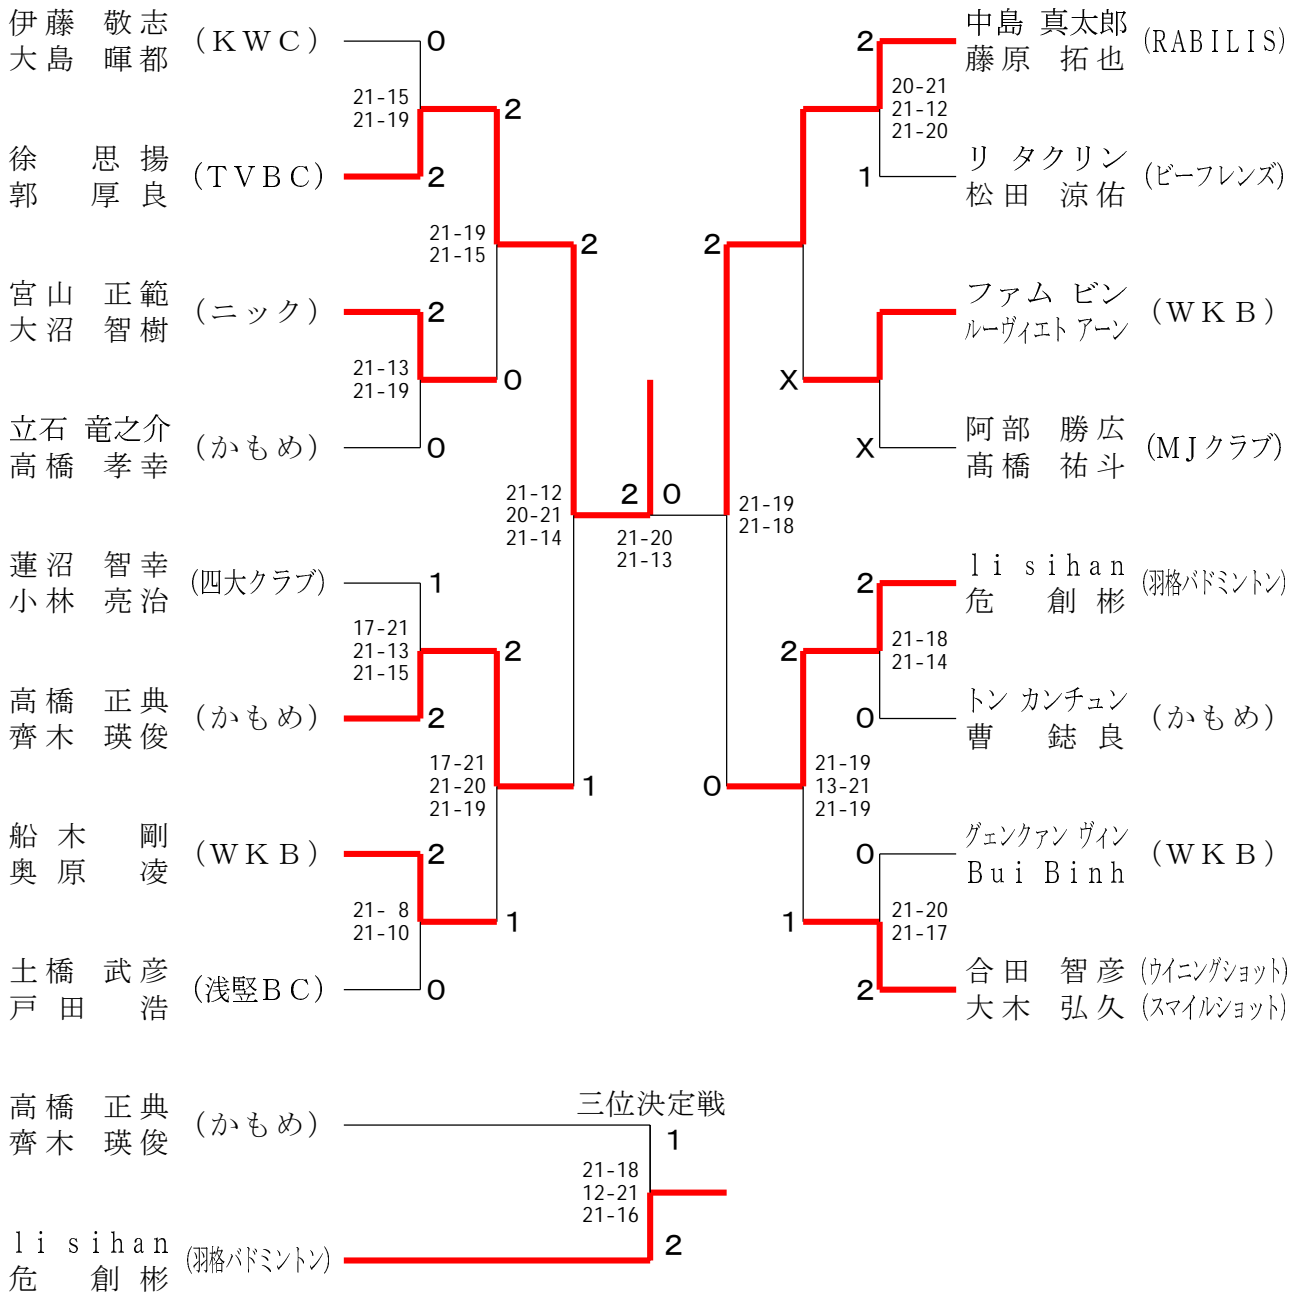 伊藤 敬志
大島 暉都
(KWC)
0
21-15
21-19
2
徐 思揚
郭 厚良
(TVBC)
2
21-19
21-15
2
宮山 正範
大沼 智樹
(ニック)
2
21-13
21-19
0
立石 竜之介
高橋 孝幸
(かもめ)
0
21-12
20-21
21-14
蓮沼 智幸
小林 亮治
(四大クラブ)
1
17-21
21-13
21-15
2
高橋 正典
齊木 瑛俊
(かもめ)
2
17-21
21-20
21-19
1
船木 剛
奥原 凌
(WKB)
2
21- 8
21-10
1
土橋 武彦
戸田 浩
(浅竪BC)
0
2 0
21-20
21-13
中島 真太郎
藤原 拓也
(RABILIS)
2
20-21
21-12
21-20
リ タクリン
松田 涼佑
(ビーフレンズ)
1
2
ファム ビン
ルーヴィエト アーン
(WKB)
X
阿部 勝広
髙橋 祐斗
(MJクラブ)
X
21-19
21-18
li sihan
危 創彬
(羽格バドミントン)
2
21-18
21-14
2
トン カンチュン
曹 鋕良
(かもめ)
0
0
21-19
13-21
21-19
グェンクァン ヴィン
Bui Binh
(WKB)
0
21-20
21-17
1
合田 智彦 (ウイニングショット)
大木 弘久 (スマイルショット)
2
三位決定戦
高橋 正典
齊木 瑛俊
(かもめ)
1
21-18
12-21
21-16
li sihan
危 創彬
(羽格バドミントン)
2